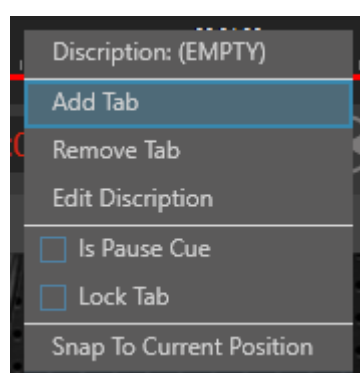 Discription: (EMPTY)
Add Tab
Remove Tab
Edit Discription
Is Pause Cue
Lock Tab
Snap To Current Position